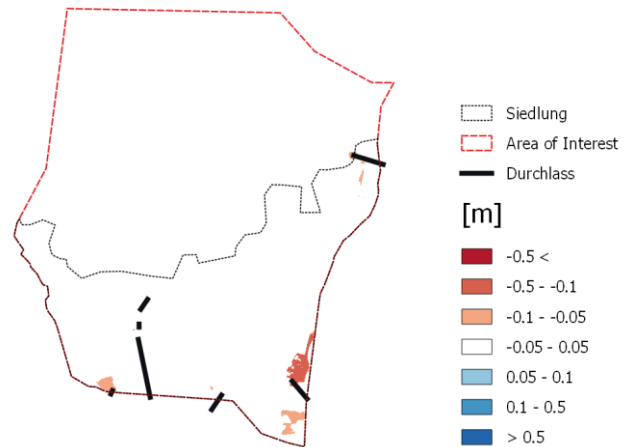 Siedlung
Area of Interest
Durchlass
[m]
-0.5 <
-0.5 - -0.1
-0.1 - -0.05
-0.05 - 0.05
0.05 - 0.1
0.1 - 0.5
> 0.5